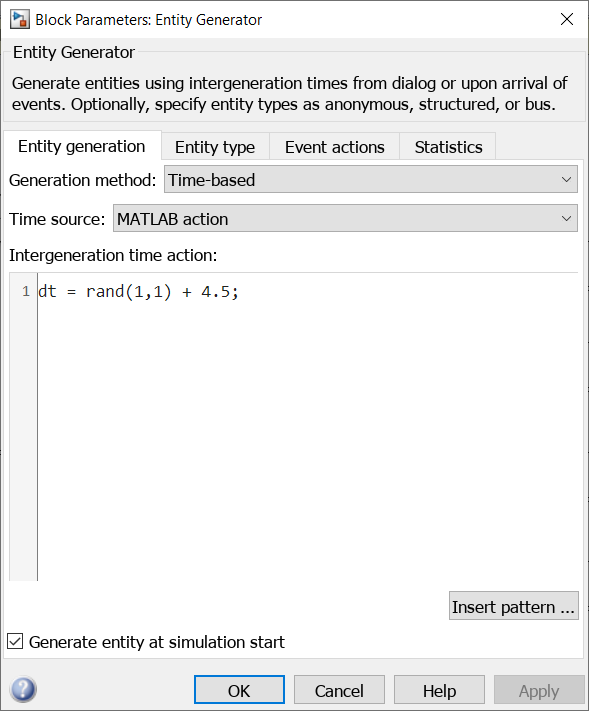 Block Parameters: Entity Generator
Entity Generator
Generate entities using intergeneration times from dialog or upon arrival of
events. Optionally, specify entity types as anonymous, structured, or bus.
Entity generation Entity type Event actions Statistics
Generation method: Time-based
Time source: MATLAB action
Intergeneration time action:
1 dt = rand(1,1) + 4.5;
Insert pattern ...
Generate entity at simulation start
? OK Cancel Help Apply